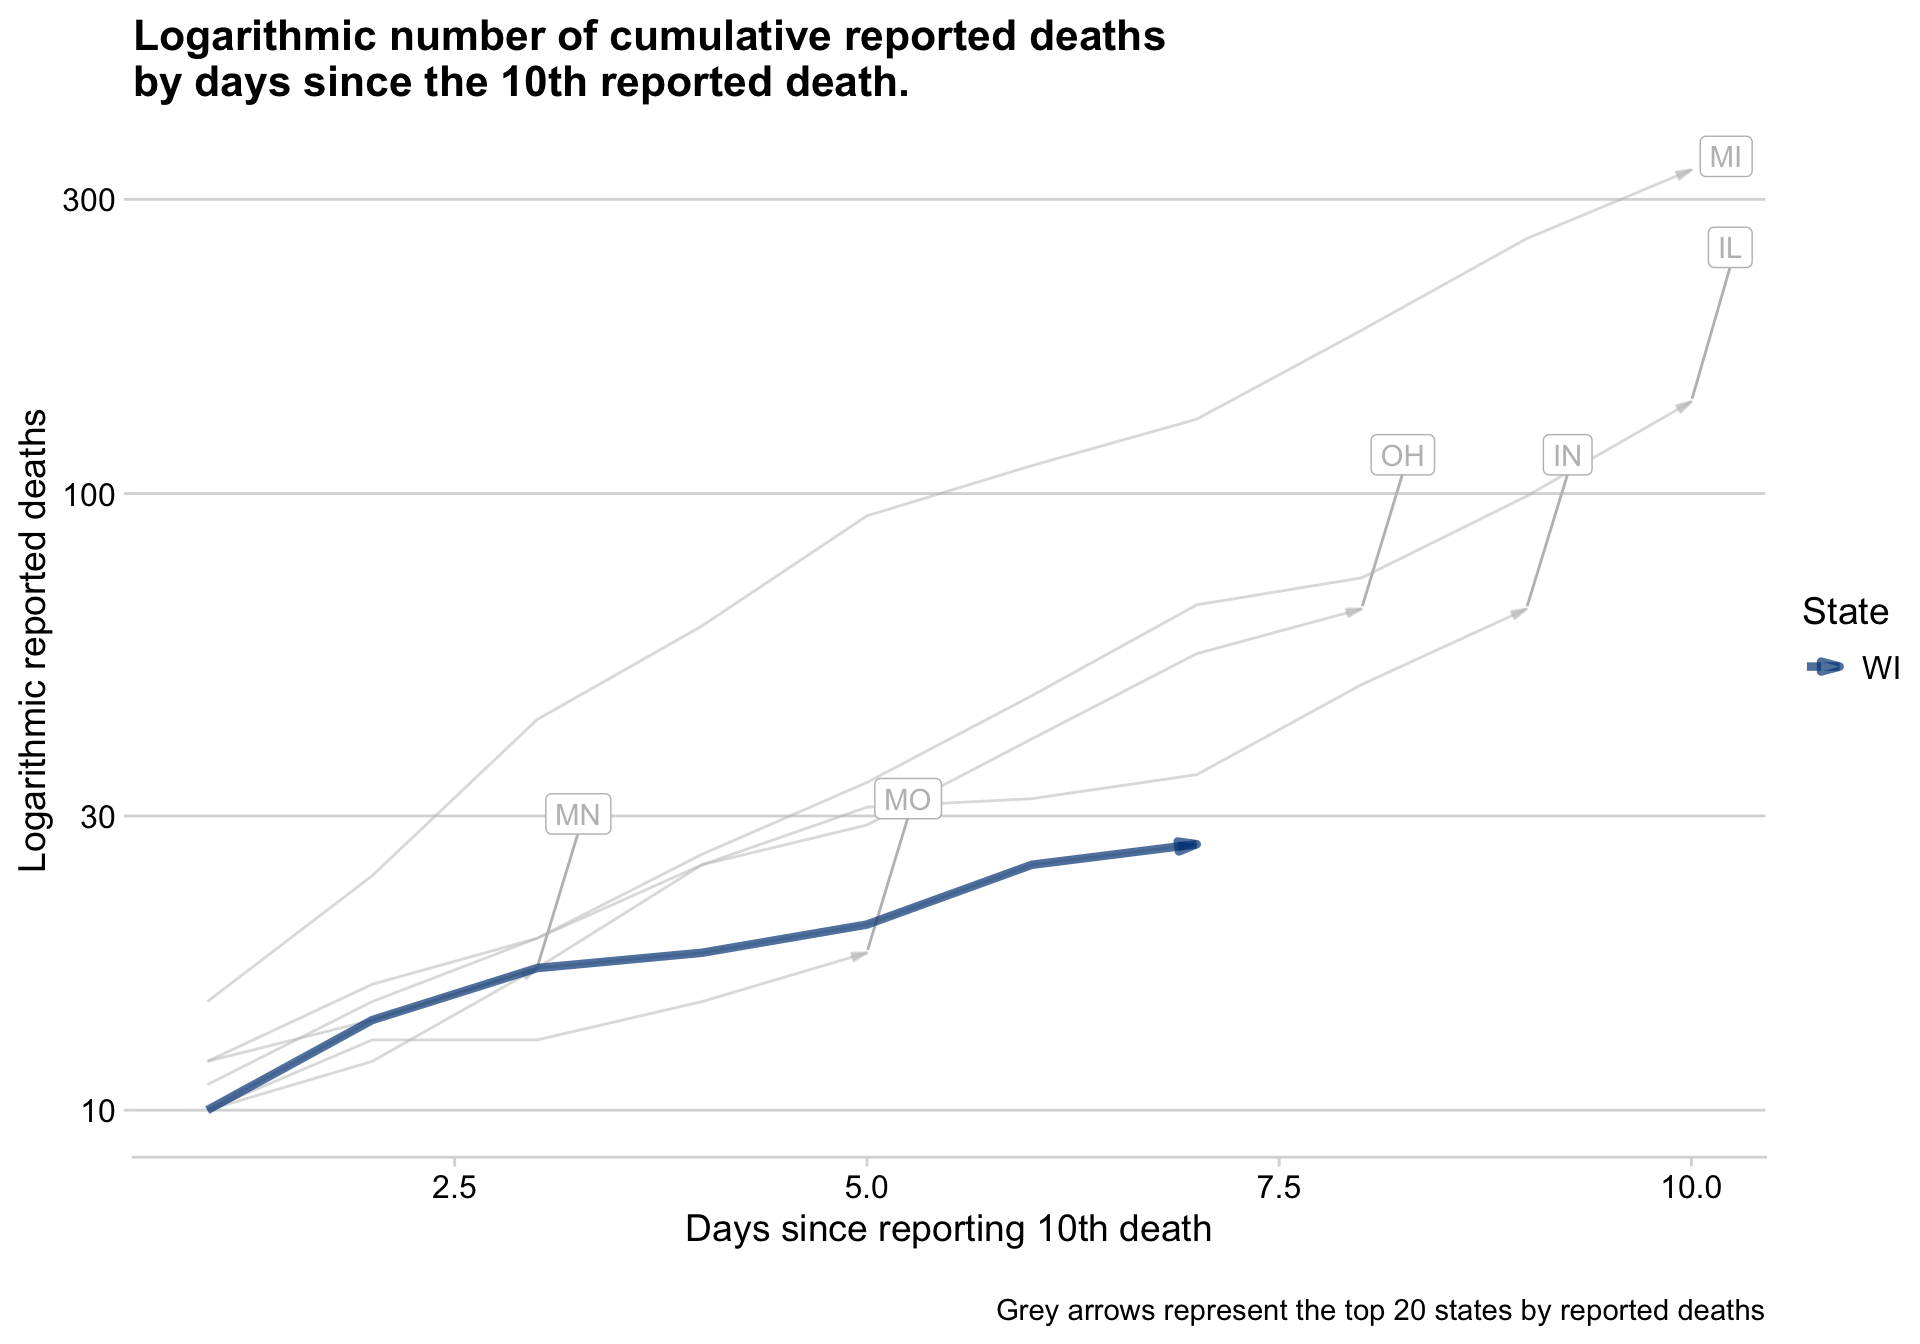 Logarithmic number of cumulative reported deaths
by days since the 10th reported death.
MI
300
IL
OH
IN
100
Logarithmic reported deaths
State
WI
MO
MN
30
10
2.5 5.0 7.5 10.0
Days since reporting 10th death
Grey arrows represent the top 20 states by reported deaths